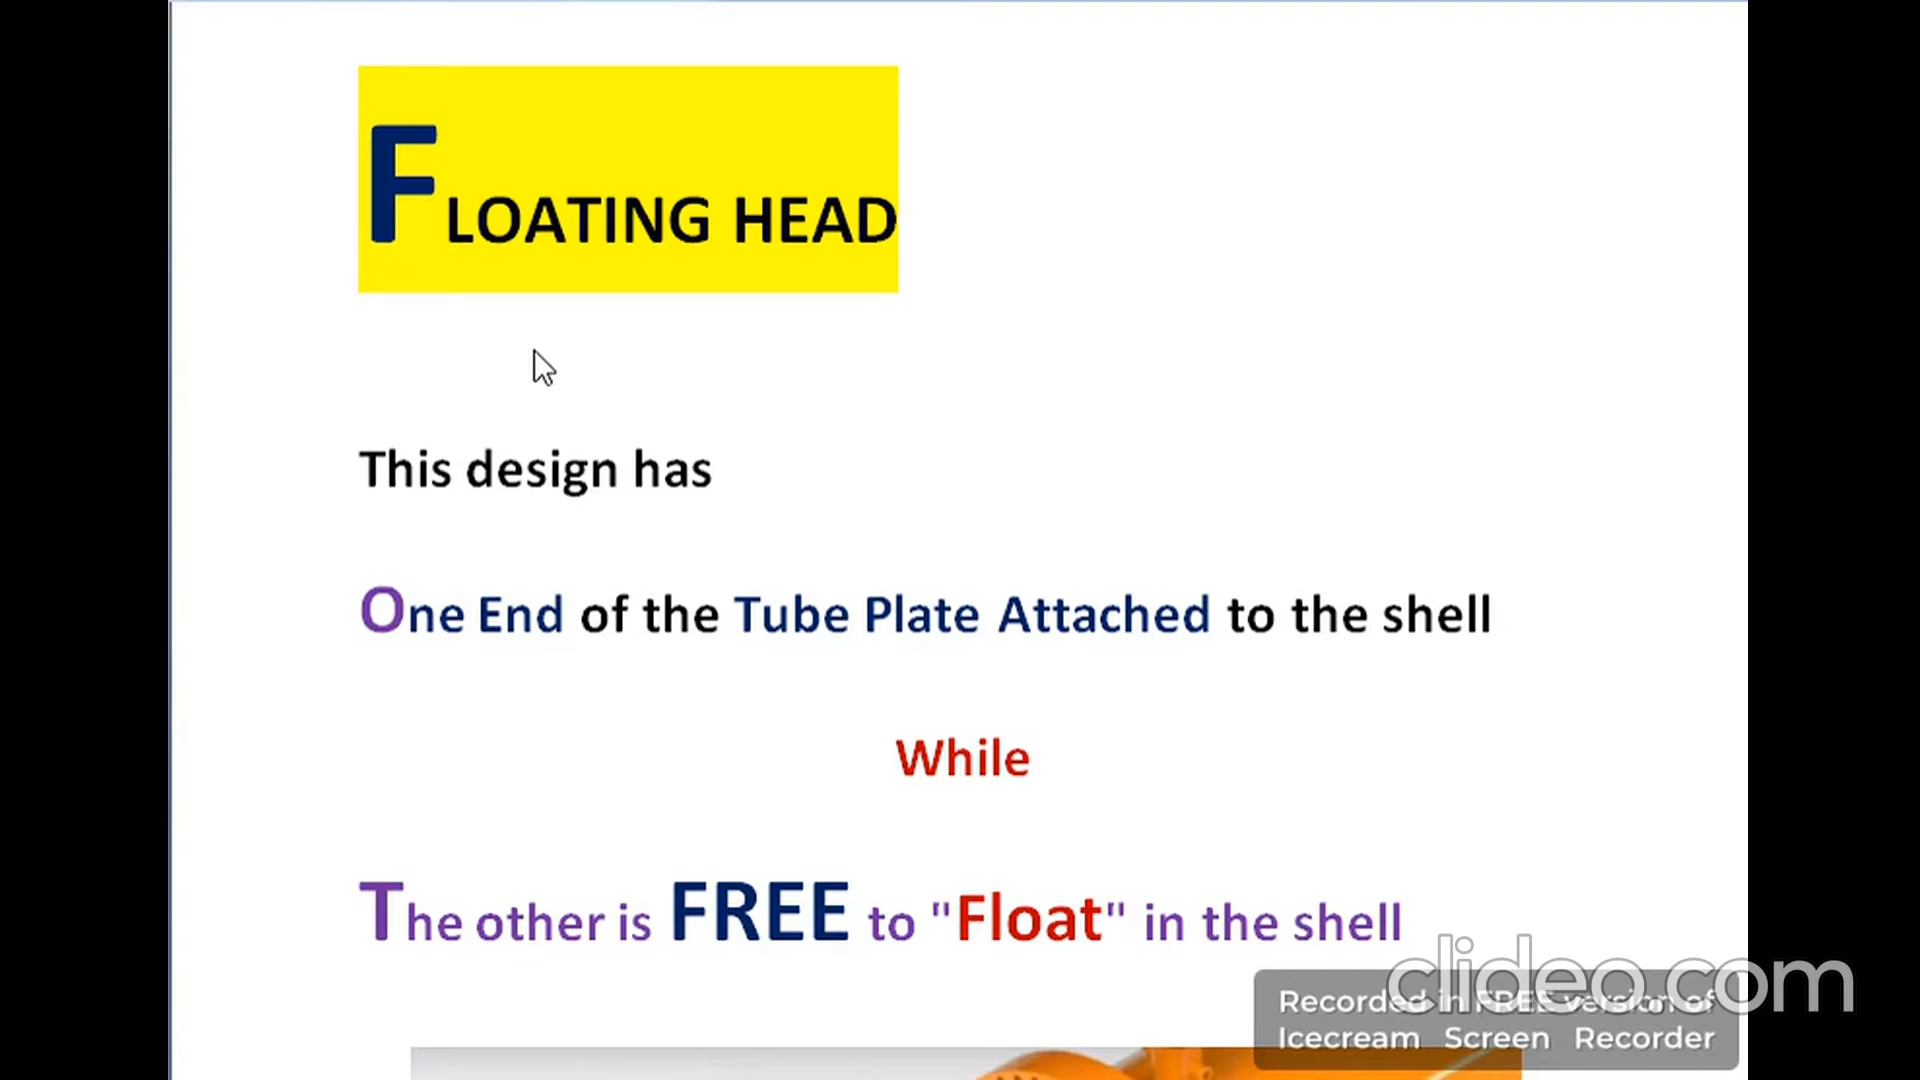 FLOATING HEAD
This design has
One End of the Tube Plate Attached to the shell
While
The other is FREE to "Float" in the shell
clideo.com
Recorded in FREE version of
Icecream Screen Recorder